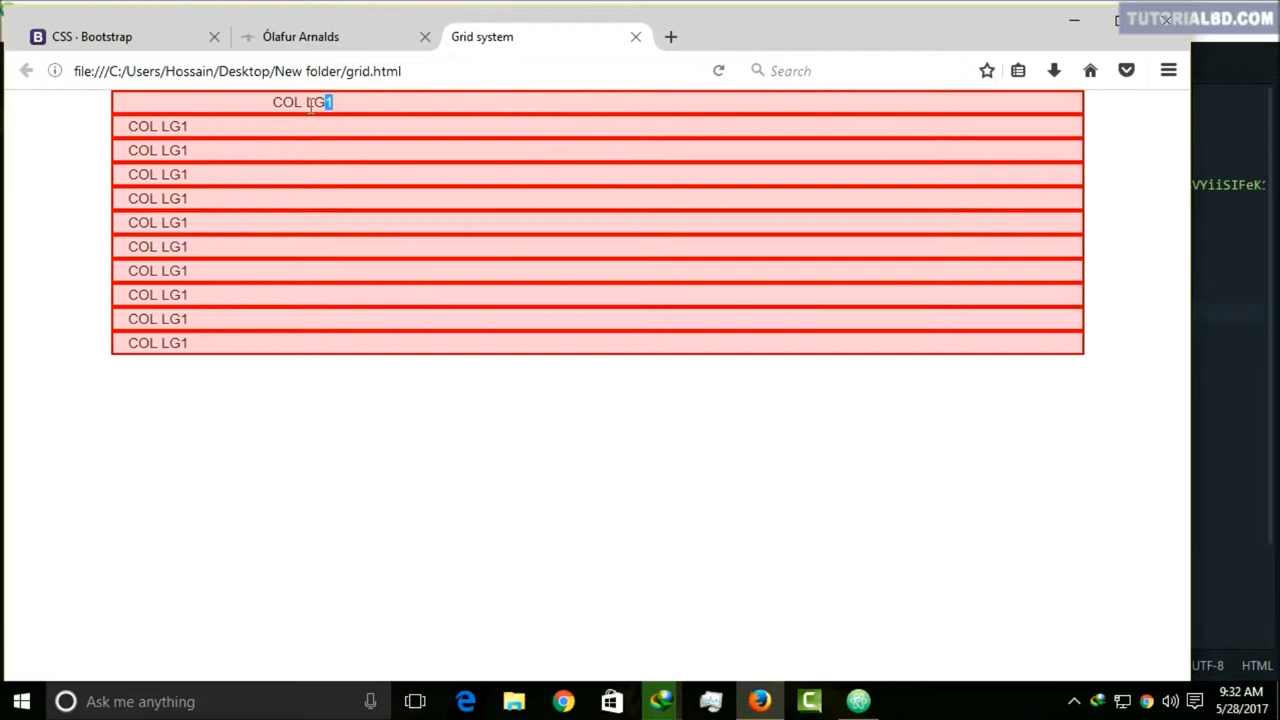 TUTORIALBD.COM
CSS · Bootstrap
Ólafur Arnalds
Grid system
file:///C:/Users/Hossain/Desktop/New folder/grid.html
Search
COL LG1
COL LG1
COL LG1
COL LG1
COL LG1
COL LG1
COL LG1
COL LG1
COL LG1
COL LG1
COL LG1
UTF-8 HTML
Ask me anything
9:32 AM
5/28/2017